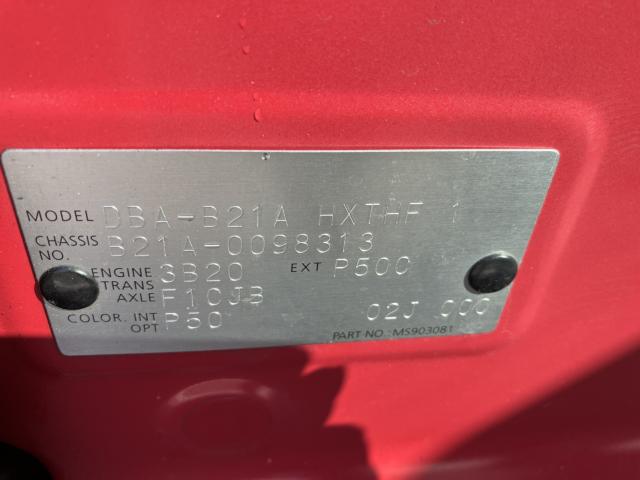 MODEL DBA-B21A HXTHF 1
CHASSIS NO. B21A-0098313
ENGINE 3B20 EXT P50C
TRANS AXLE F1CJB
COLOR. INT OPT P50 02J 000
PART NO.: MS903081